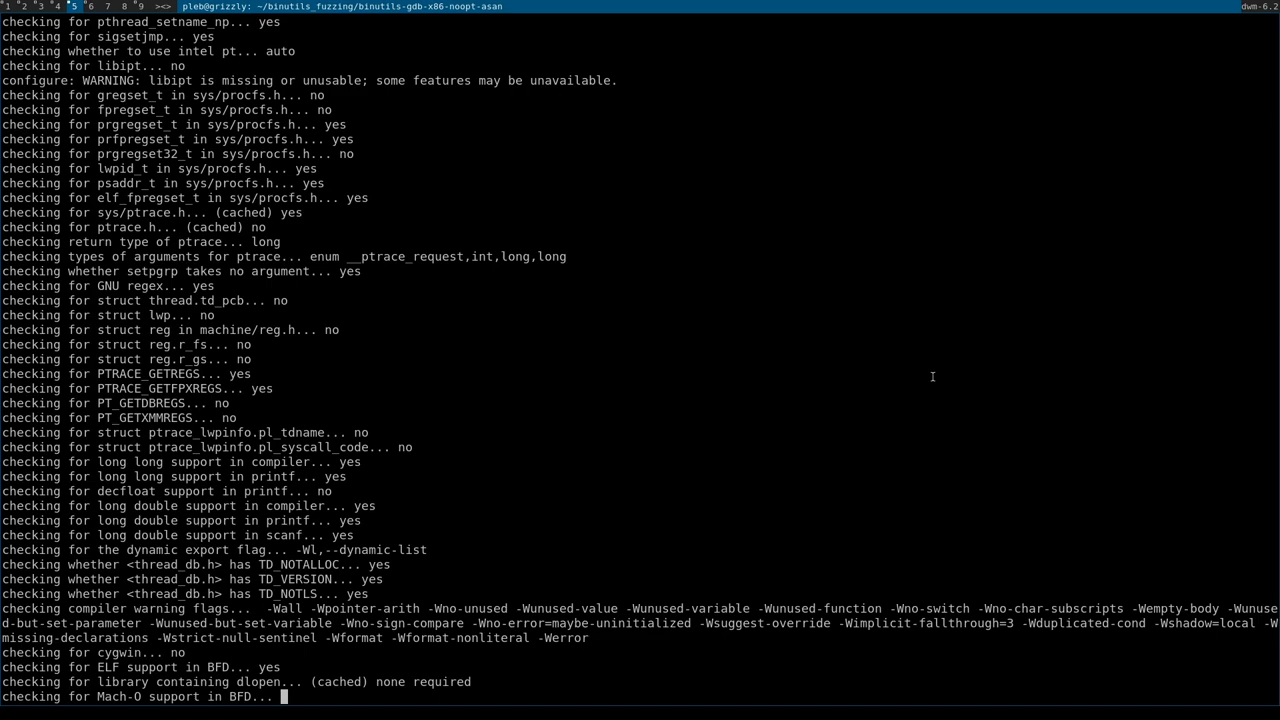 1 2 3 4 5 6 7 8 9 ><> pleb@grizzly: ~/binutils_fuzzing/binutils-gdb-x86-noopt-asan dwm-6.2
checking for pthread_setname_np... yes
checking for sigsetjmp... yes
checking whether to use intel pt... auto
checking for libipt... no
configure: WARNING: libipt is missing or unusable; some features may be unavailable.
checking for gregset_t in sys/procfs.h... no
checking for fpregset_t in sys/procfs.h... no
checking for prgregset_t in sys/procfs.h... yes
checking for prfpregset_t in sys/procfs.h... yes
checking for prgregset32_t in sys/procfs.h... no
checking for lwpid_t in sys/procfs.h... yes
checking for psaddr_t in sys/procfs.h... yes
checking for elf_fpregset_t in sys/procfs.h... yes
checking for sys/ptrace.h... (cached) yes
checking for ptrace.h... (cached) no
checking return type of ptrace... long
checking types of arguments for ptrace... enum __ptrace_request,int,long,long
checking whether setpgrp takes no argument... yes
checking for GNU regex... yes
checking for struct thread.td_pcb... no
checking for struct lwp... no
checking for struct reg in machine/reg.h... no
checking for struct reg.r_fs... no
checking for struct reg.r_gs... no
checking for PTRACE_GETREGS... yes
checking for PTRACE_GETFPXREGS... yes
checking for PT_GETDBREGS... no
checking for PT_GETXMMREGS... no
checking for struct ptrace_lwpinfo.pl_tdname... no
checking for struct ptrace_lwpinfo.pl_syscall_code... no
checking for long long support in compiler... yes
checking for long long support in printf... yes
checking for decfloat support in printf... no
checking for long double support in compiler... yes
checking for long double support in printf... yes
checking for long double support in scanf... yes
checking for the dynamic export flag... -Wl,--dynamic-list
checking whether <thread_db.h> has TD_NOTALLOC... yes
checking whether <thread_db.h> has TD_VERSION... yes
checking whether <thread_db.h> has TD_NOTLS... yes
checking compiler warning flags...  -Wall -Wpointer-arith -Wno-unused -Wunused-value -Wunused-variable -Wunused-function -Wno-switch -Wno-char-subscripts -Wempty-body -Wunuse
d-but-set-parameter -Wunused-but-set-variable -Wno-sign-compare -Wno-error=maybe-uninitialized -Wsuggest-override -Wimplicit-fallthrough=3 -Wduplicated-cond -Wshadow=local -W
missing-declarations -Wstrict-null-sentinel -Wformat -Wformat-nonliteral -Werror
checking for cygwin... no
checking for ELF support in BFD... yes
checking for library containing dlopen... (cached) none required
checking for Mach-O support in BFD...